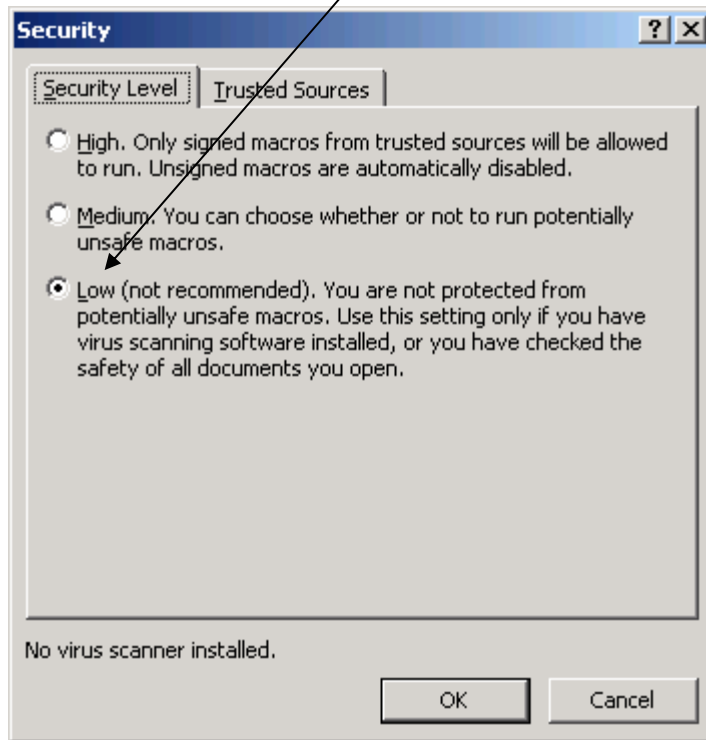 Security
Security Level Trusted Sources
High. Only signed macros from trusted sources will be allowed
to run. Unsigned macros are automatically disabled.
Medium. You can choose whether or not to run potentially
unsafe macros.
Low (not recommended). You are not protected from
potentially unsafe macros. Use this setting only if you have
virus scanning software installed, or you have checked the
safety of all documents you open.
No virus scanner installed.
OK Cancel